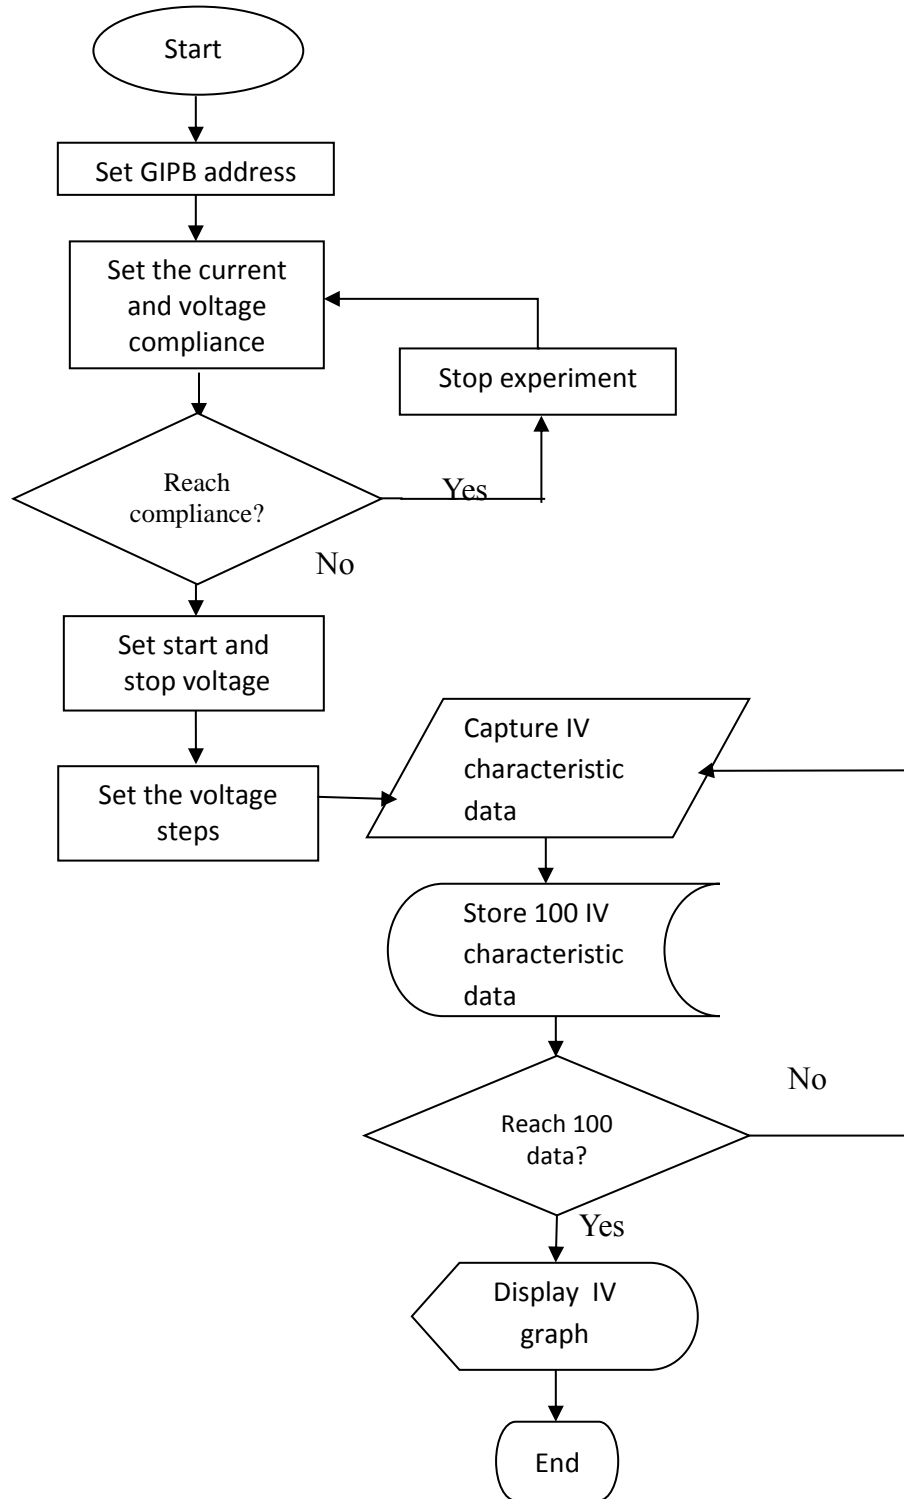 Start
Set GIPB address
Set the current
and voltage
compliance
Stop experiment
Reach
compliance?
Yes
No
Set start and
stop voltage
Set the voltage
steps
Capture IV
characteristic
data
Store 100 IV
characteristic
data
Reach 100
data?
No
Yes
Display IV
graph
End